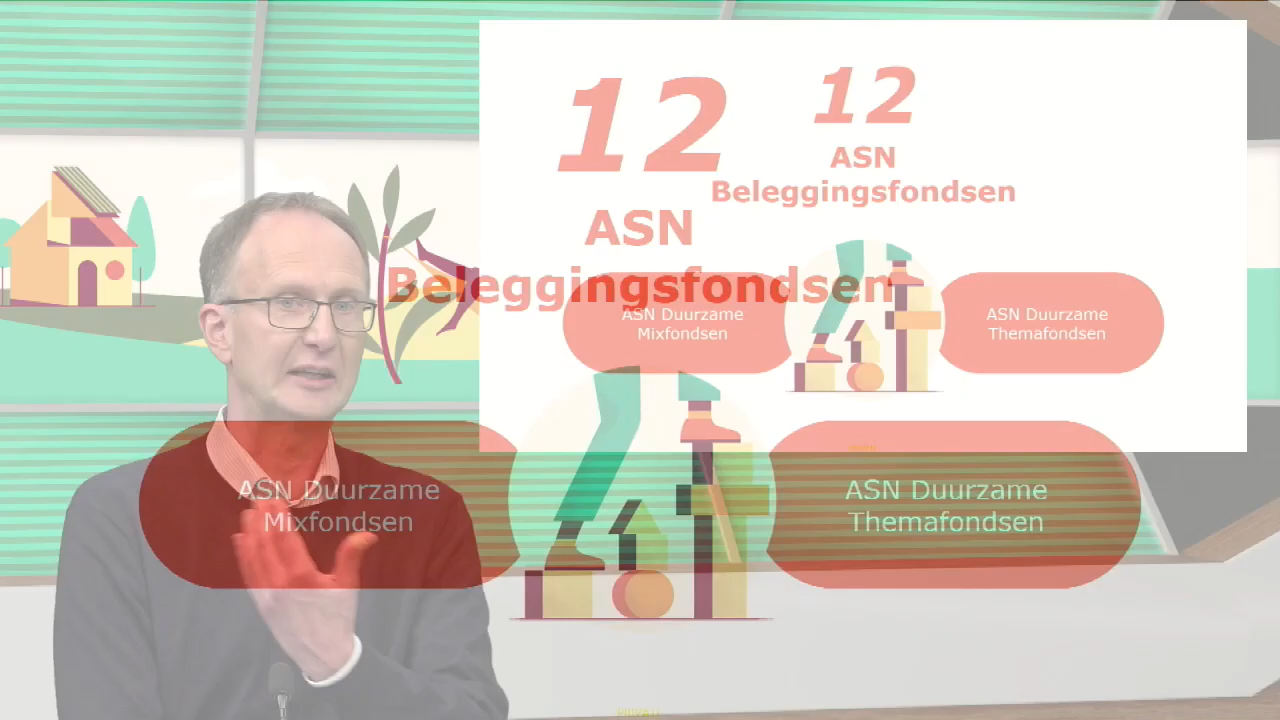 12
ASN
Beleggingsfondsen
12
ASN
Beleggingsfondsen
ASN Duurzame
Mixfondsen
ASN Duurzame
Themafondsen
ASN Duurzame
Mixfondsen
ASN Duurzame
Themafondsen